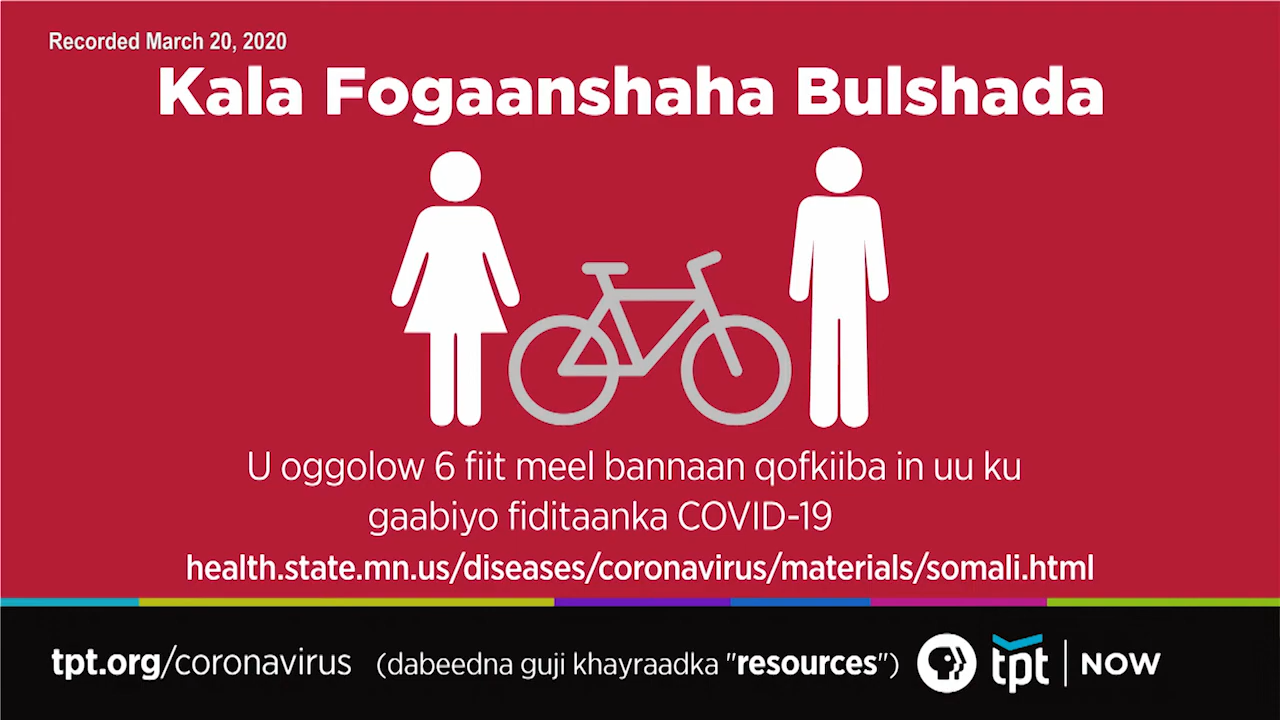 Recorded March 20, 2020
Kala Fogaanshaha Bulshada
U oggolow 6 fiit meel bannaan qofkiiba in uu ku
gaabiyo fiditaanka COVID-19
health.state.mn.us/diseases/coronavirus/materials/somali.html
tpt.org/coronavirus (dabeedna guji khayraadka "resources") tpt NOW